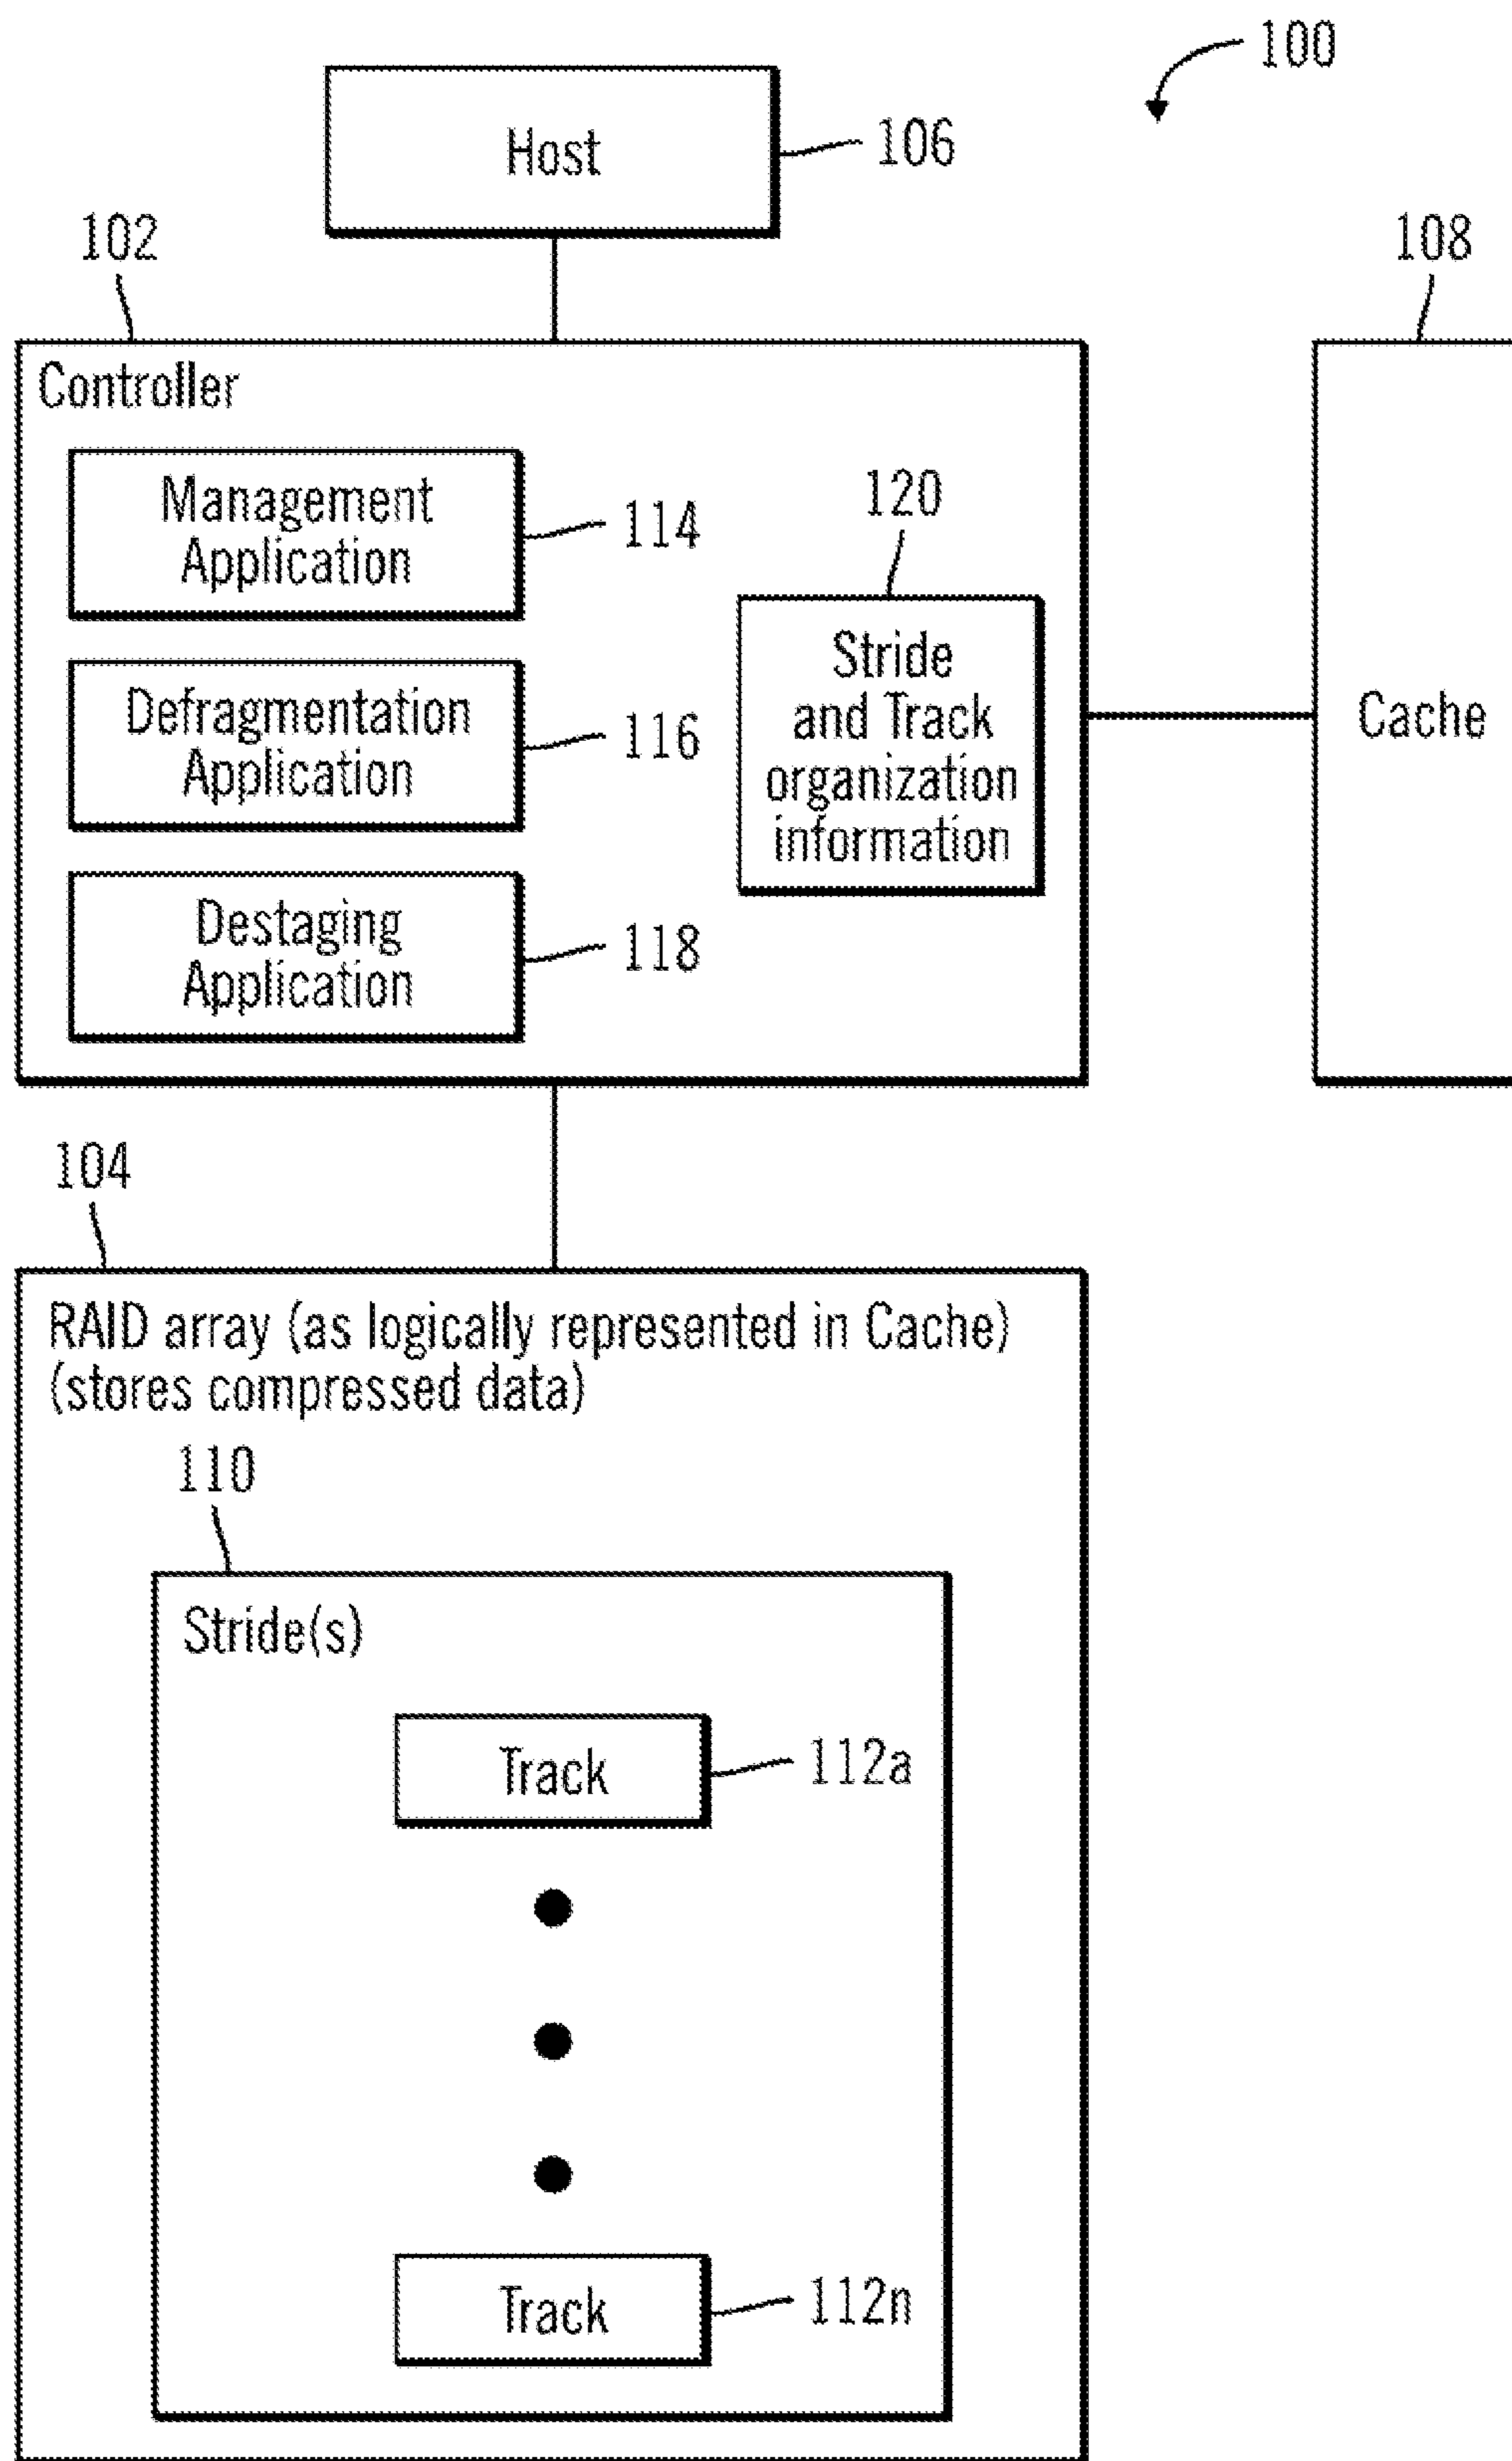 100
Host
106
102
108
Controller
Management
Application
114
120
Defragmentation
Application
116
Stride
and Track
organization
information
Cache
Destaging
Application
118
104
RAID array (as logically represented in Cache)
(stores compressed data)
110
Stride(s)
Track
112a
Track
112n